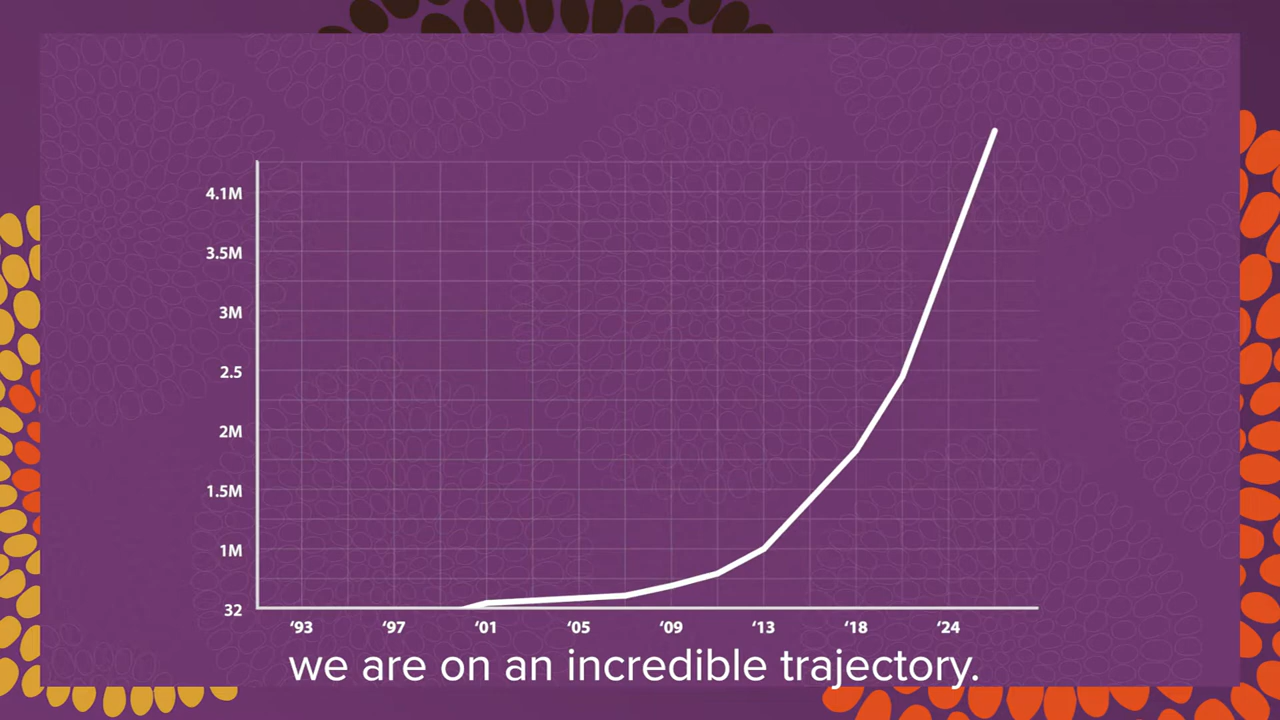 4.1M
3.5M
3M
2.5
2M
1.5M
1M
32
‘93 ‘97 ‘01 ‘05 ‘09 ‘13 ‘18 ‘24
we are on an incredible trajectory.